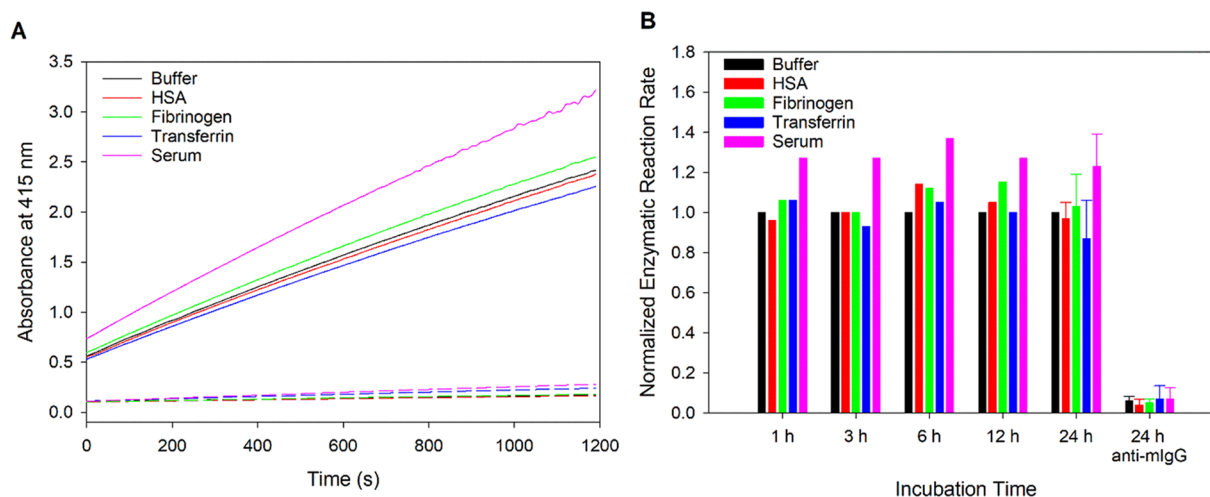 A
Absorbance at 415 nm
3.5
3.0
2.5
2.0
1.5
1.0
0.5
0.0
Buffer
HSA
Fibrinogen
Transferrin
Serum
0
200
400
600
800
1000
1200
Time (s)
B
Normalized Enzymatic Reaction Rate
1.8
1.6
1.4
1.2
1.0
0.8
0.6
0.4
0.2
0.0
Buffer
HSA
Fibrinogen
Transferrin
Serum
1 h
3 h
6 h
12 h
24 h
24 h
anti-mIgG
Incubation Time